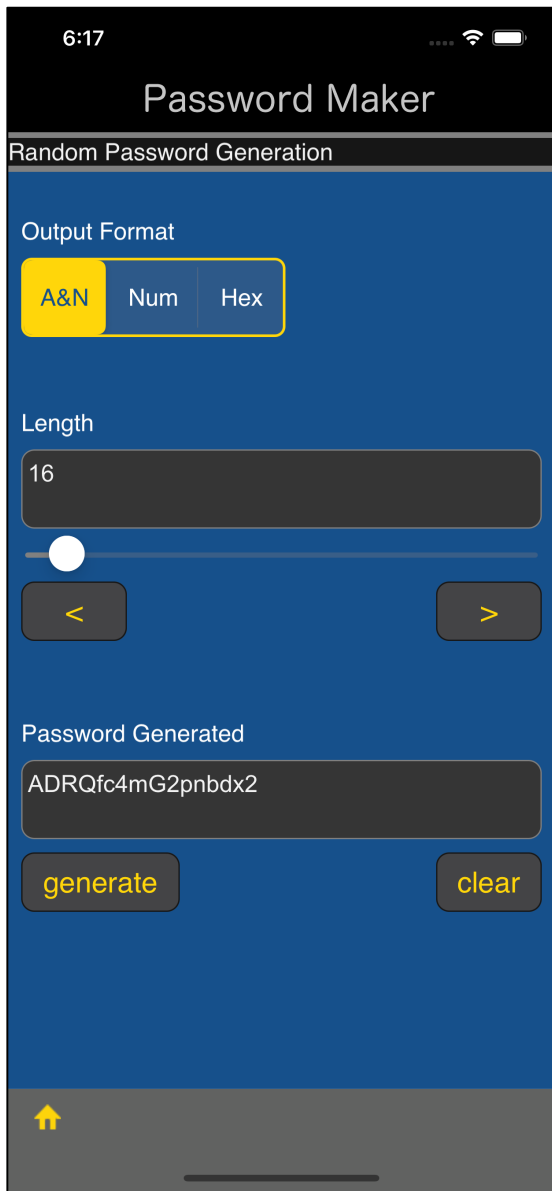 6:17
Password Maker
Random Password Generation
Output Format
A&N Num Hex
Length
16
< >
Password Generated
ADRQfc4mG2pnbdx2
generate clear